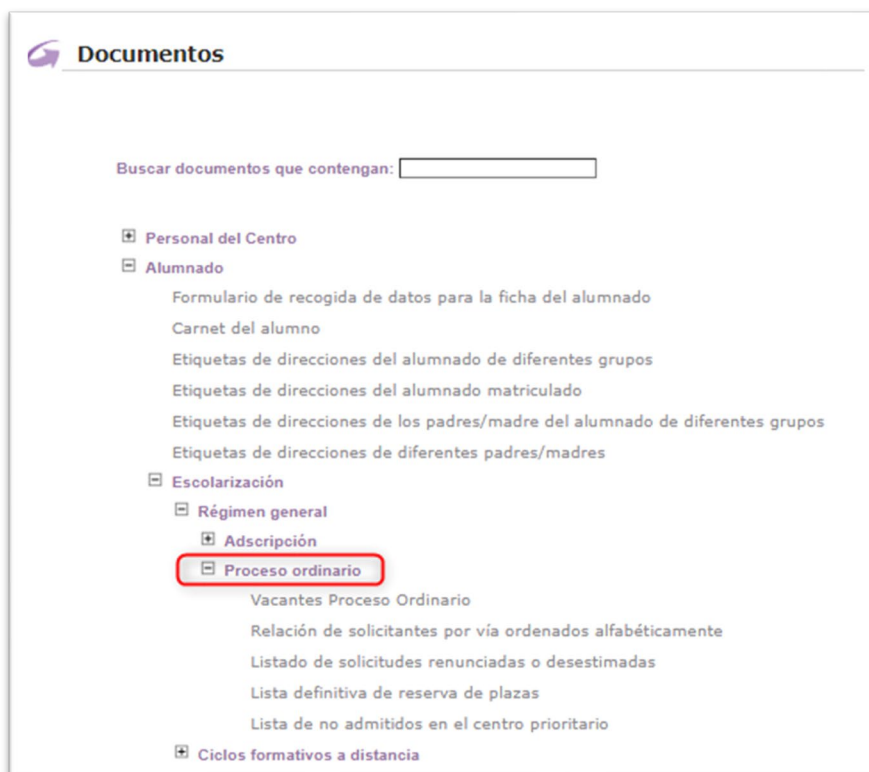 Documentos
Buscar documentos que contengan:
Personal del Centro
Alumnado
Formulario de recogida de datos para la ficha del alumnado
Carnet del alumno
Etiquetas de direcciones del alumnado de diferentes grupos
Etiquetas de direcciones del alumnado matriculado
Etiquetas de direcciones de los padres/madre del alumnado de diferentes grupos
Etiquetas de direcciones de diferentes padres/madres
Escolarización
Régimen general
Adscripción
Proceso ordinario
Vacantes Proceso Ordinario
Relación de solicitantes por vía ordenados alfabéticamente
Listado de solicitudes renunciadas o desestimadas
Lista definitiva de reserva de plazas
Lista de no admitidos en el centro prioritario
Ciclos formativos a distancia